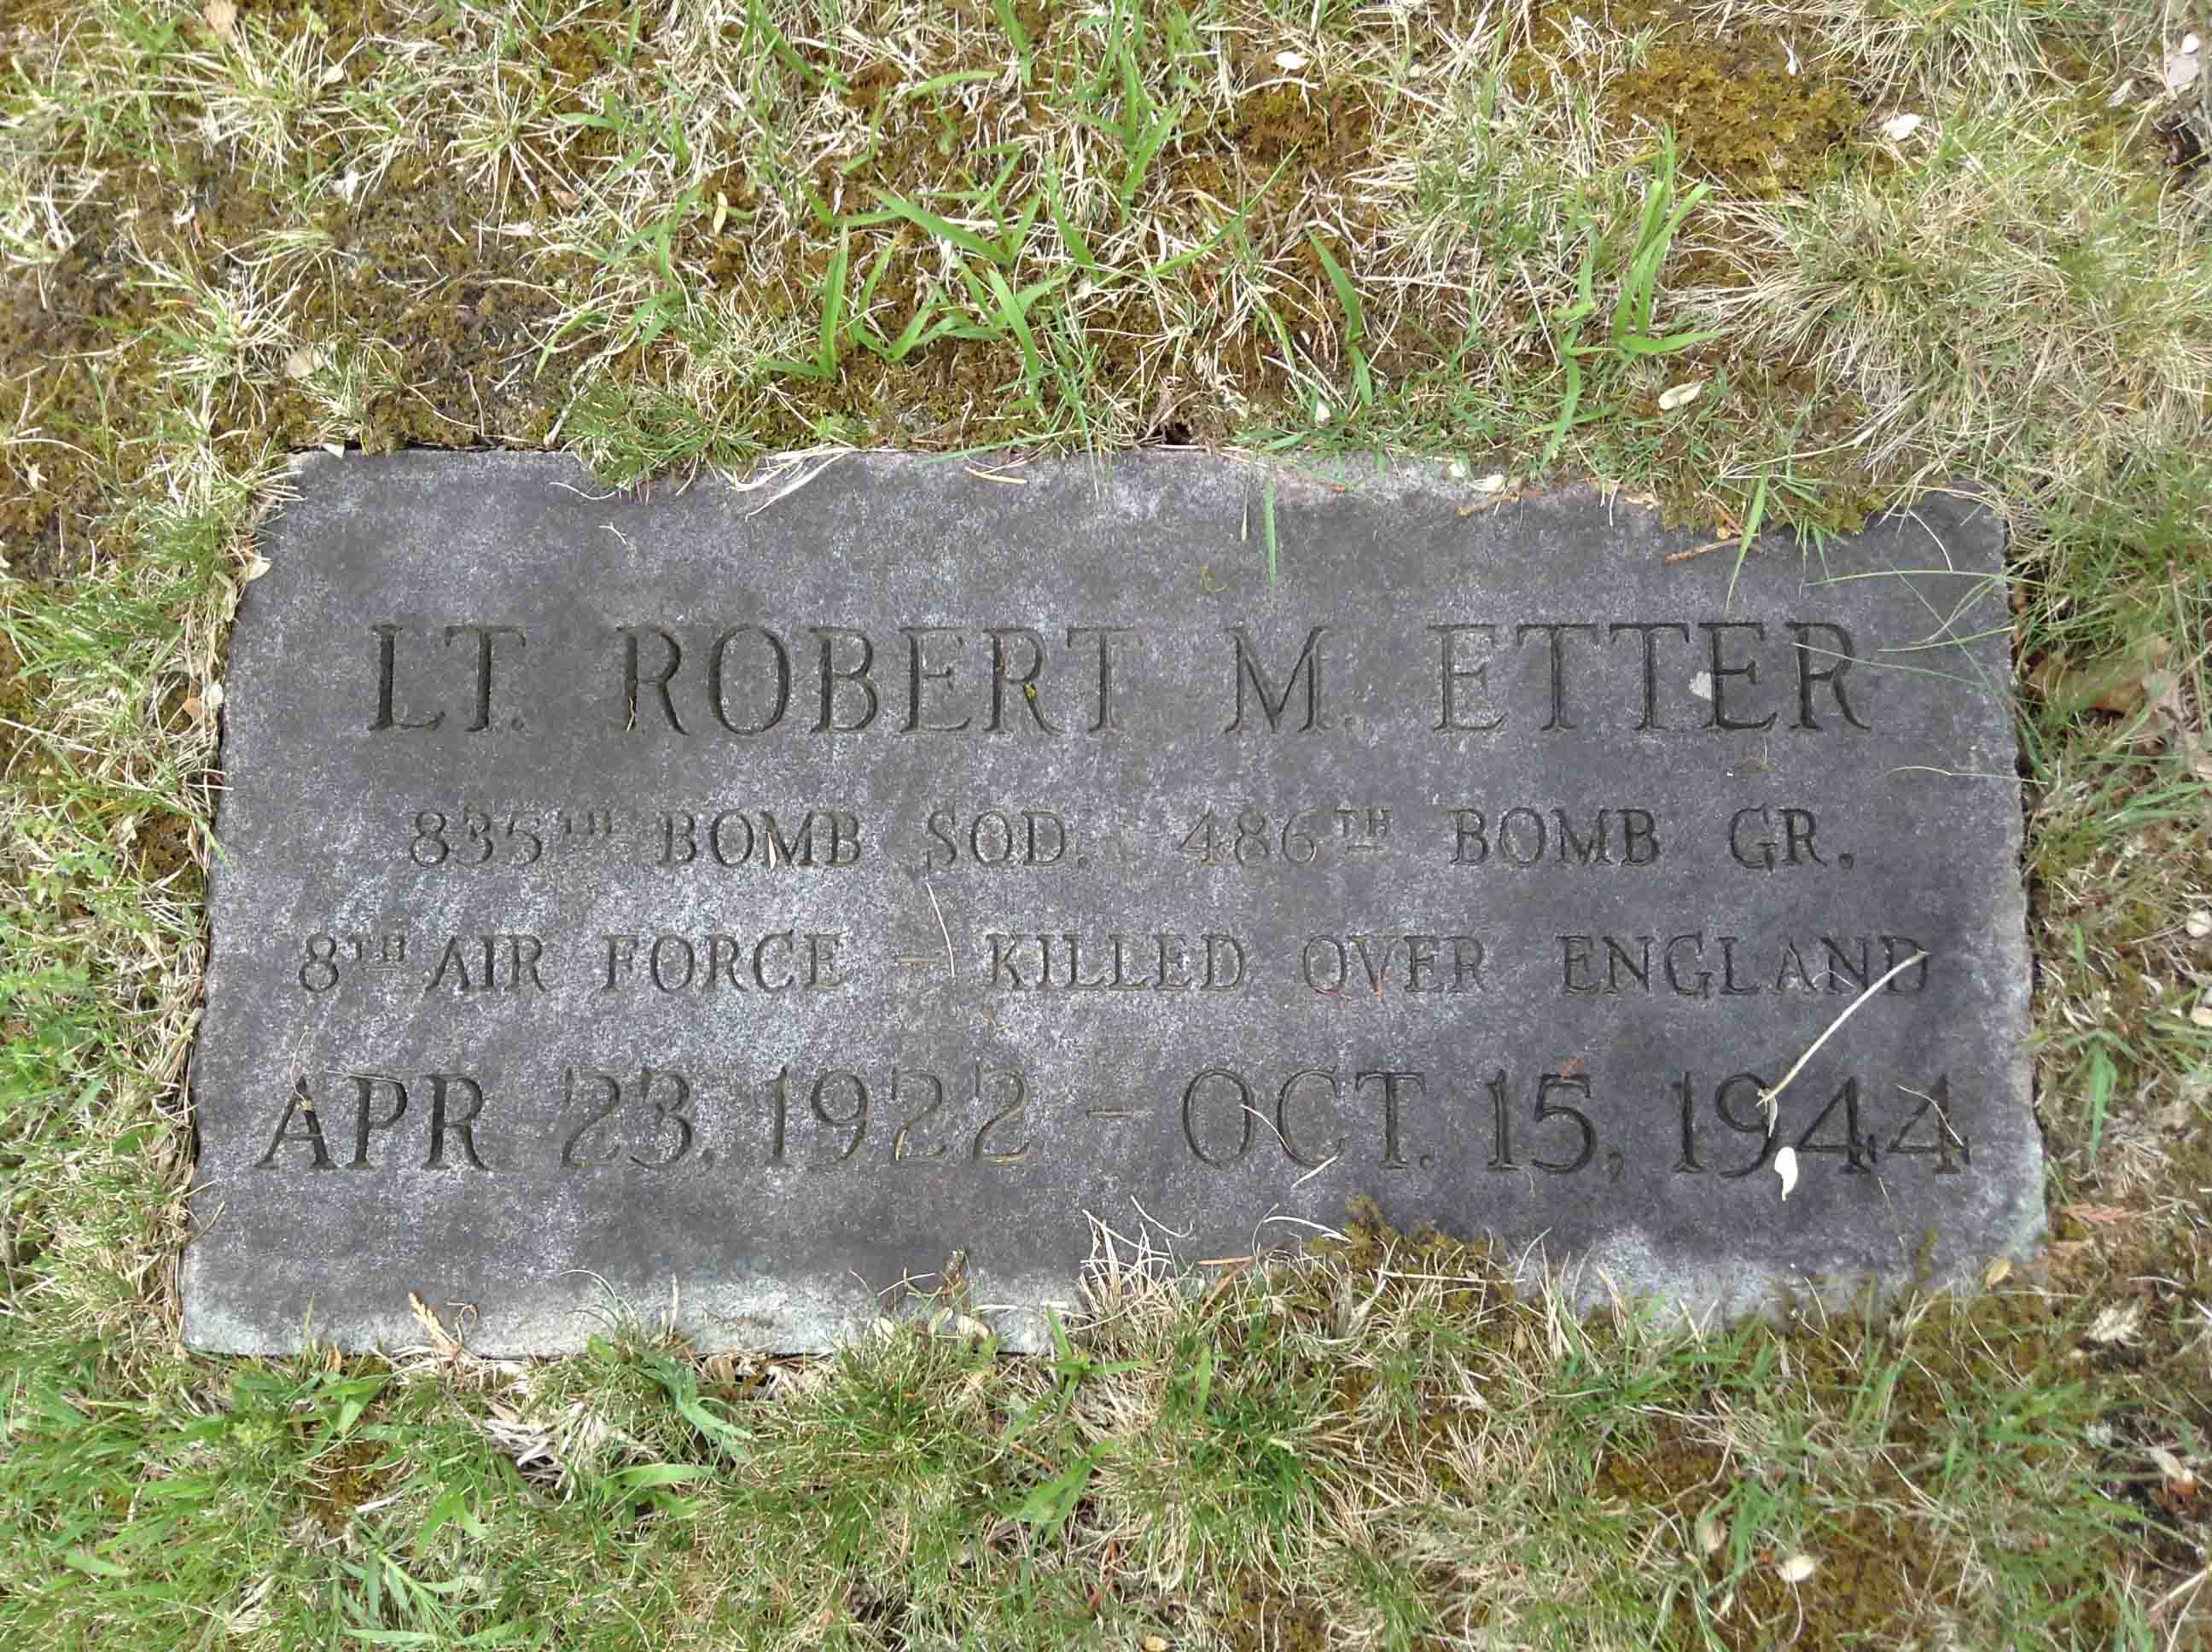 LT. ROBERT M. ETTER
835TH BOMB SQD. 486TH BOMB GR.
8TH AIR FORCE – KILLED OVER ENGLAND
APR 23, 1922 – OCT. 15, 1944